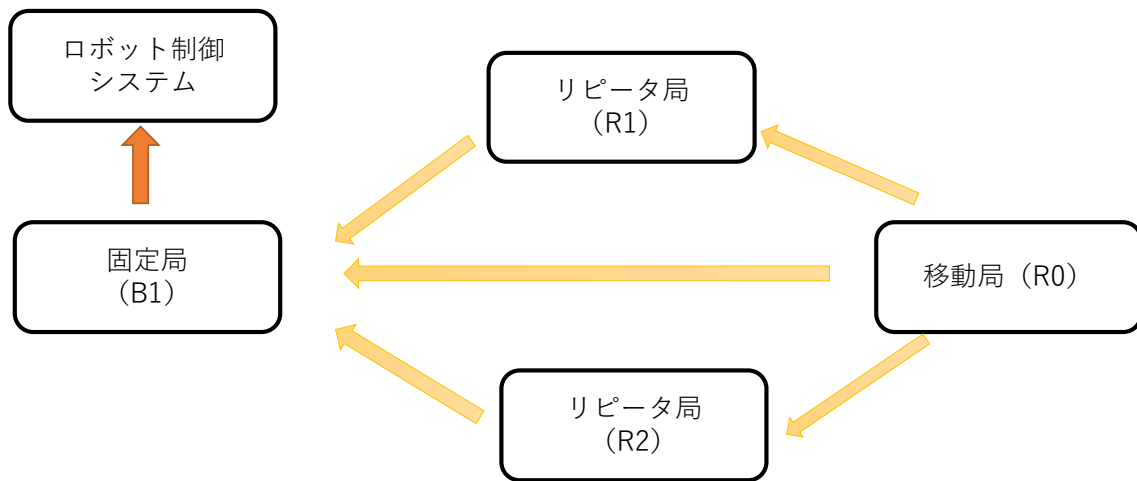 ロボット制御
システム
リピータ局
（R1）
固定局
（B1）
移動局（R0）
リピータ局
（R2）